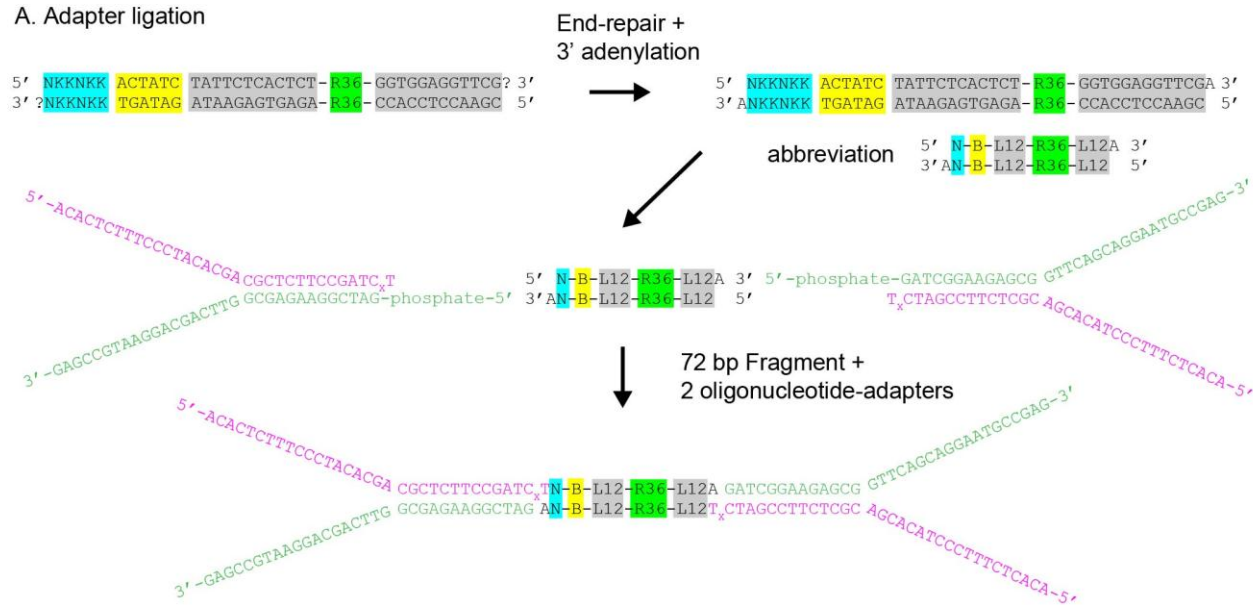 A. Adapter ligation
End-repair +
3’ adenylation
5’ NKKNKK ACTATC TATTCTCACTCT-R36-GGTGGAGGTTCG? 3’
3’?NKKNKK TGATAG ATAAGAGTGAGA-R36-CCACCTCCAAGC 5’
5’ NKKNKK ACTATC TATTCTCACTCT-R36-GGTGGAGGTTCGA 3’
3’ANKKNKK TGATAG ATAAGAGTGAGA-R36-CCACCTCCAAGC 5’
abbreviation
5’ N-B-L12-R36-L12A 3’
3’AN-B-L12-R36-L12 5’
5’-ACACTCTTTCCCTACACGA CGCTCTTCCGATCxT
3’-GAGCCGTAAGGACGACTTG GCGAGAAGGCTAG-phosphate-5’
5’ N-B-L12-R36-L12A 3’
3’AN-B-L12-R36-L12 5’
5’-phosphate-GATCGGAAGAGCG GTTCAGCAGGAATGCCGAG-3’
TxCTAGCCTTCTCGC AGCACATCCCTTTCTCACA-5’
72 bp Fragment +
2 oligonucleotide-adapters
5’-ACACTCTTTCCCTACACGA CGCTCTTCCGATCxTN-B-L12-R36-L12A GATCGGAAGAGCG GTTCAGCAGGAATGCCGAG-3’
3’-GAGCCGTAAGGACGACTTG GCGAGAAGGCTAG AN-B-L12-R36-L12TxCTAGCCTTCTCGC AGCACATCCCTTTCTCACA-5’